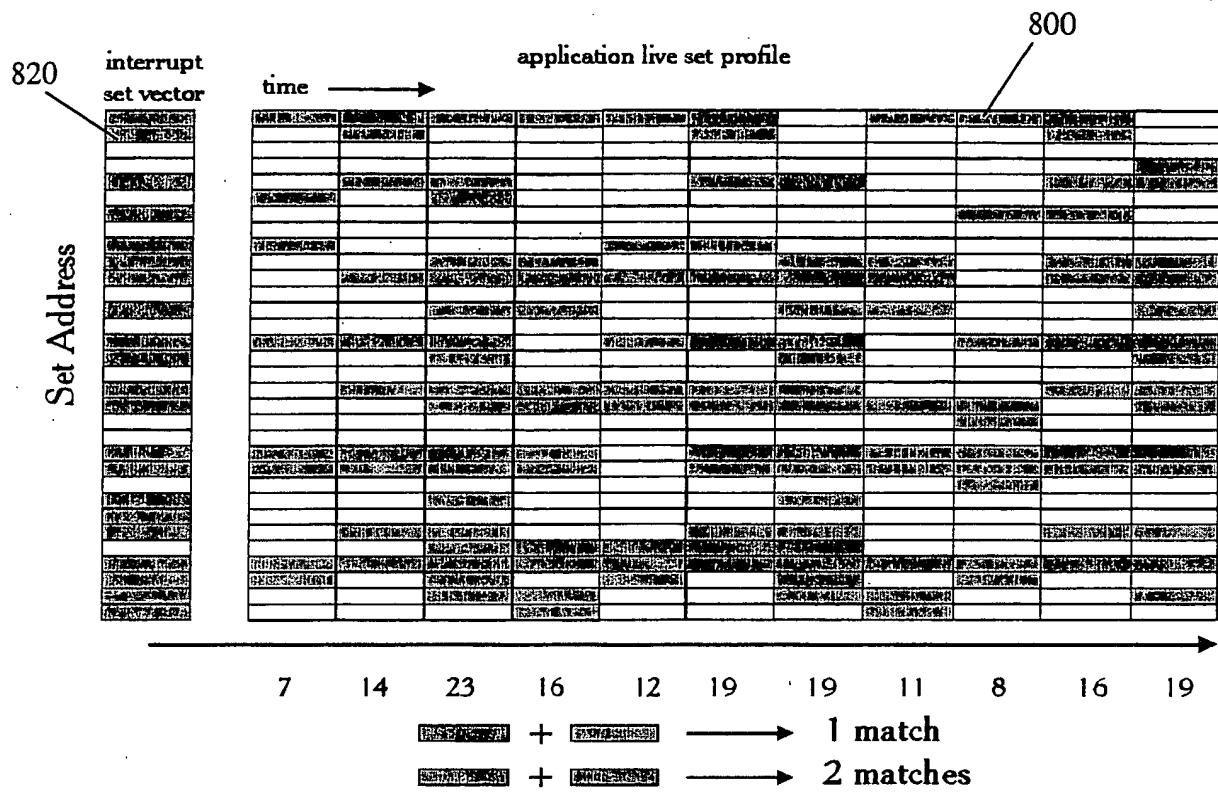 800
820
interrupt
set vector
application live set profile
time
Set Address
7 14 23 16 12 19 19 11 8 16 19
+ 1 match
+ 2 matches